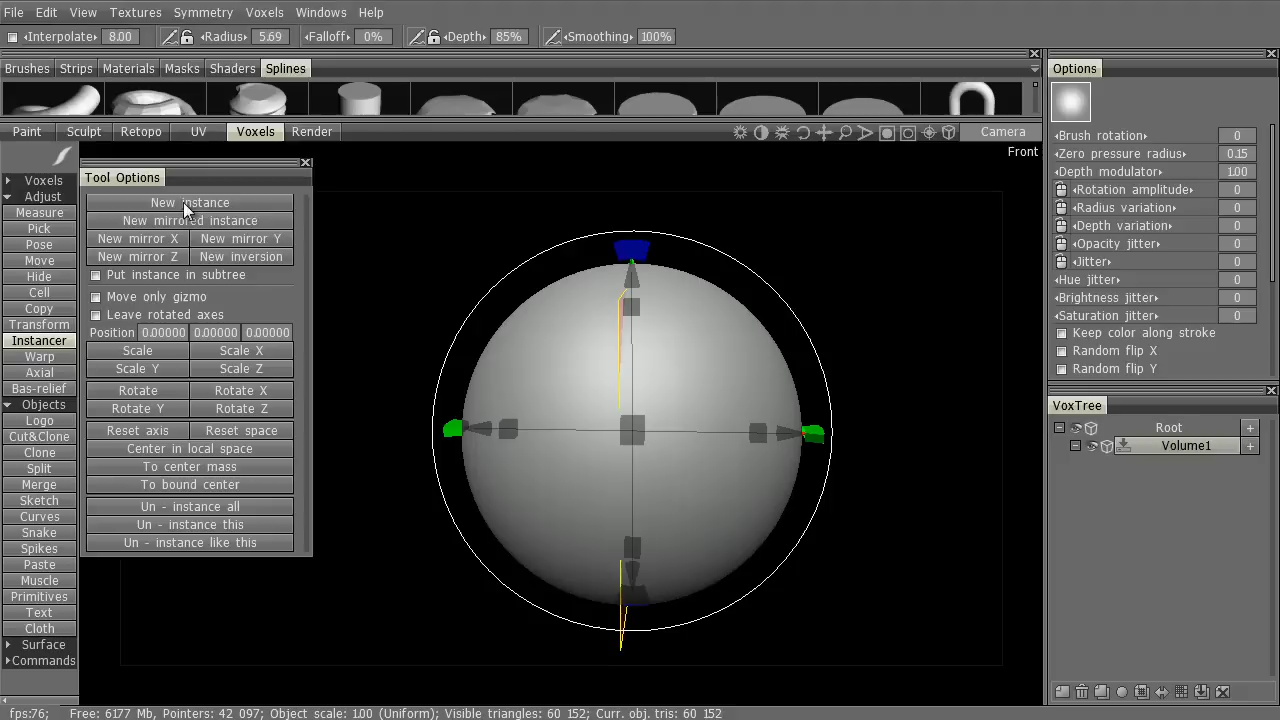 File Edit View Textures Symmetry Voxels Windows Help
Interpolate 8.00 Radius 5.69 Falloff 0% Depth 85% Smoothing 100%
Brushes Strips Materials Masks Shaders Splines
Paint Sculpt Retopo UV Voxels Render Camera
Front
Voxels
Adjust
Measure
Pick
Pose
Move
Hide
Cell
Copy
Transform
Instancer
Warp
Axial
Bas-relief
Objects
Logo
Cut&Clone
Clone
Split
Merge
Sketch
Curves
Snake
Spikes
Paste
Muscle
Primitives
Text
Cloth
Surface
Commands
Tool Options
New instance
New mirrored instance
New mirror X New mirror Y
New mirror Z New inversion
Put instance in subtree
Move only gizmo
Leave rotated axes
Position 0.00000 0.00000 0.00000
Scale Scale X
Scale Y Scale Z
Rotate Rotate X
Rotate Y Rotate Z
Reset axis Reset space
Center in local space
To center mass
To bound center
Un - instance all
Un - instance this
Un - instance like this
Options
Brush rotation 0
Zero pressure radius 0.15
Depth modulator 1.00
Rotation amplitude 0
Radius variation 0
Depth variation 0
Opacity jitter 0
Jitter 0
Hue jitter 0
Brightness jitter 0
Saturation jitter 0
Keep color along stroke
Random flip X
Random flip Y
VoxTree
Root +
Volume1 +
fps:76; Free: 6177 Mb, Pointers: 42 097; Object scale: 1.00 (Uniform); Visible triangles: 60 152; Curr. obj. tris: 60 152